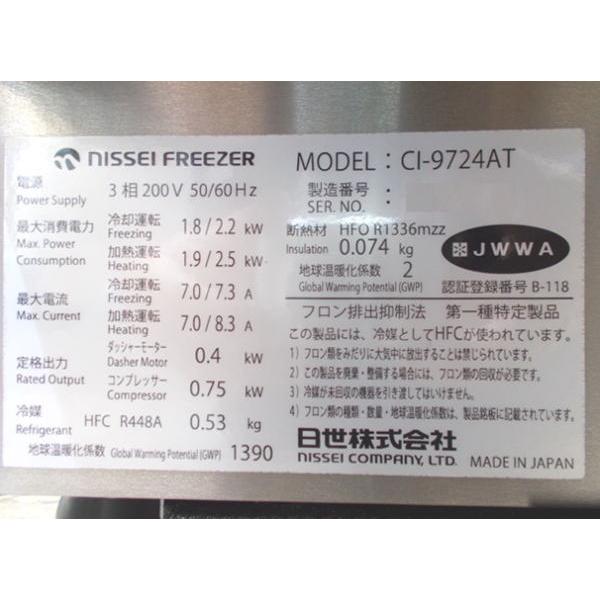 NISSEI FREEZER
電源 Power Supply 3相200V 50/60Hz
最大消費電力 Max. Power Consumption
冷却運転 Freezing 1.8/2.2 kW
加熱運転 Heating 1.9/2.5 kW
最大電流 Max. Current
冷却運転 Freezing 7.0/7.3 A
加熱運転 Heating 7.0/8.3 A
定格出力 Rated Output
ダッシャーモーター Dasher Motor 0.4 kW
コンプレッサー Compressor 0.75 kW
冷媒 Refrigerant HFC R448A 0.53 kg
地球温暖化係数 Global Warming Potential (GWP) 1390
MODEL : CI-9724AT
製造番号 :
SER. NO.
断熱材 HFO R1336mzz
Insulation 0.074 kg
地球温暖化係数 2
Global Warming Potential (GWP)
JWWA
認証登録番号 B-118
フロン排出抑制法 第一種特定製品
この製品には、冷媒としてHFCが使われています。
1) フロン類をみだりに大気中に放出することは禁じられています。
2) この製品を廃棄・整備する場合には、フロン類の回収が必要です。
3) 冷媒が未回収の機器を引き渡してはいけません。
4) フロン類の種類・数量・地球温暖化係数は、製品銘板に記載されています。
日世株式会社
NISSEI COMPANY, LTD. MADE IN JAPAN